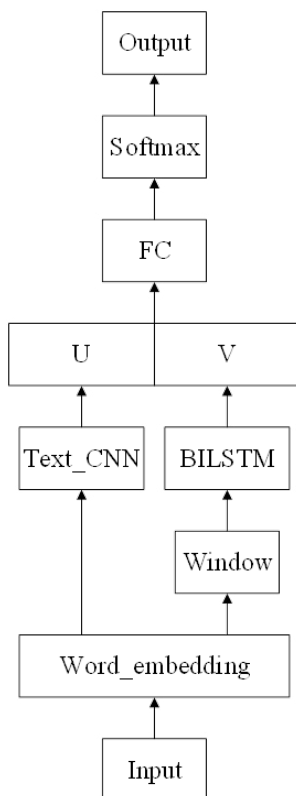 Output
Softmax
FC
U
V
Text_CNN
BILSTM
Window
Word_embedding
Input